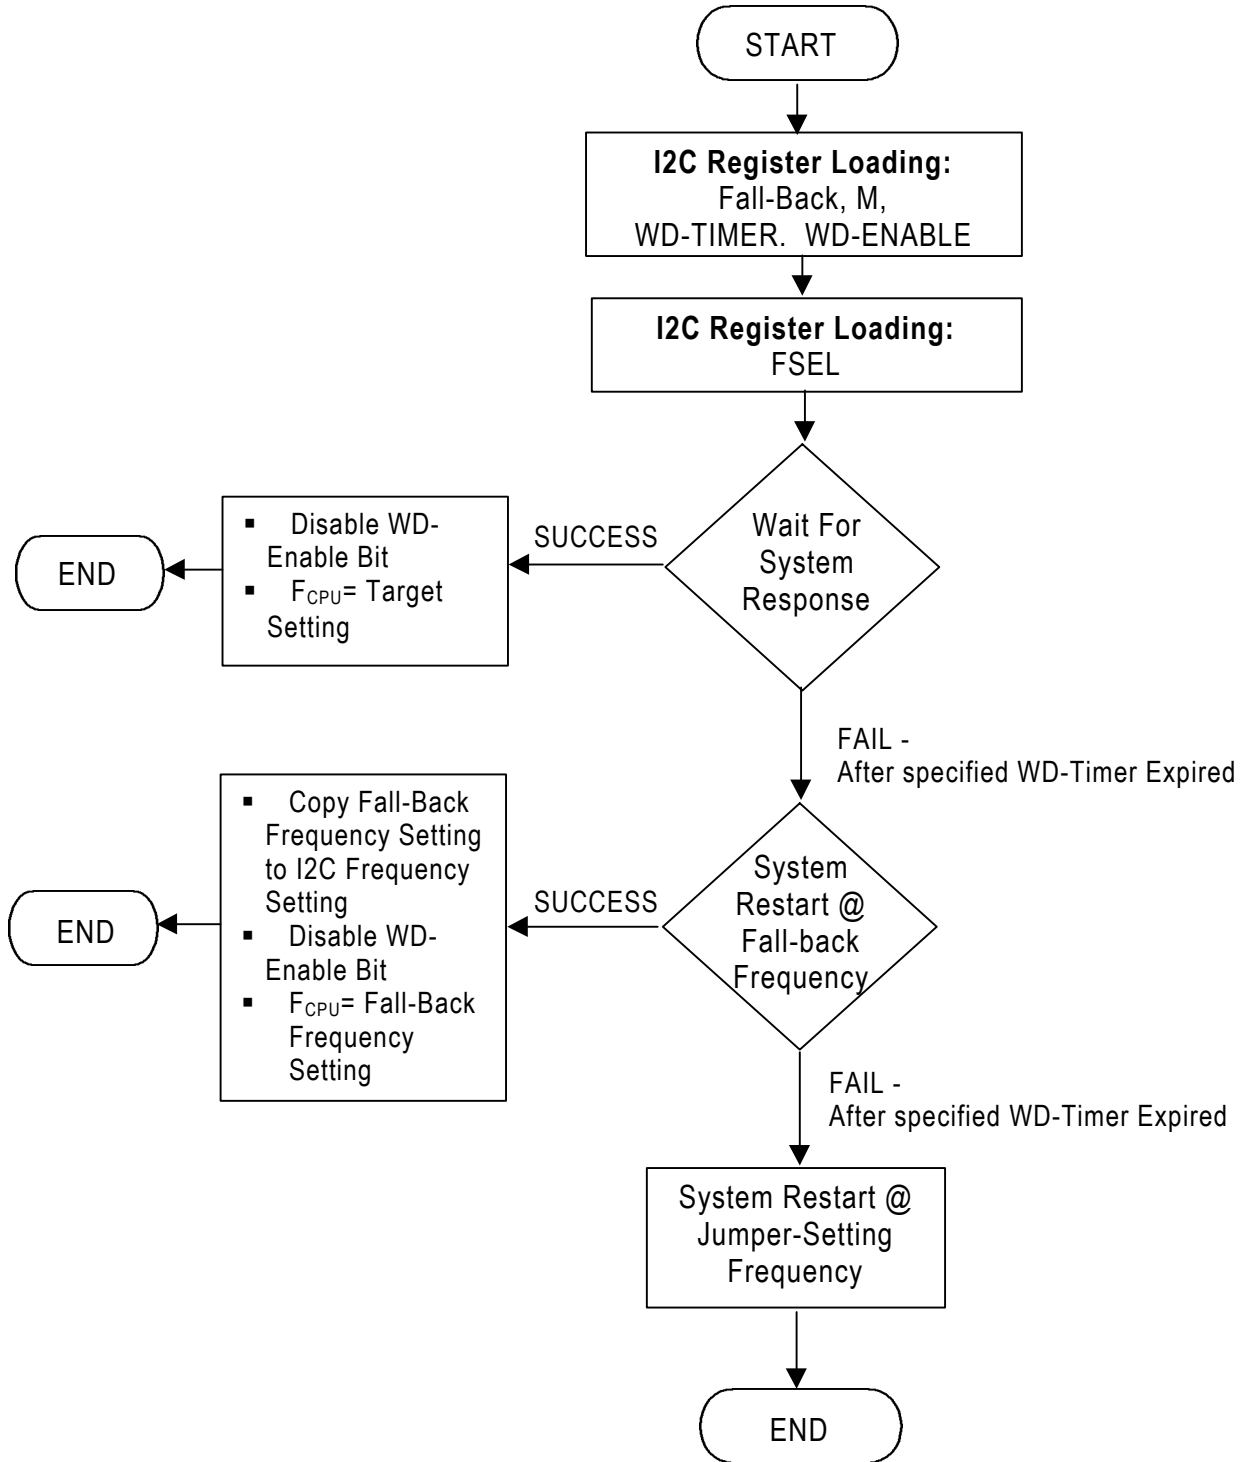 START
I2C Register Loading:
Fall-Back, M,
WD-TIMER. WD-ENABLE
I2C Register Loading:
FSEL
Wait For
System
Response
SUCCESS
▪ Disable WD-
Enable Bit
▪ FCPU= Target
Setting
END
FAIL -
After specified WD-Timer Expired
System
Restart @
Fall-back
Frequency
SUCCESS
▪ Copy Fall-Back
Frequency Setting
to I2C Frequency
Setting
▪ Disable WD-
Enable Bit
▪ FCPU= Fall-Back
Frequency
Setting
END
FAIL -
After specified WD-Timer Expired
System Restart @
Jumper-Setting
Frequency
END